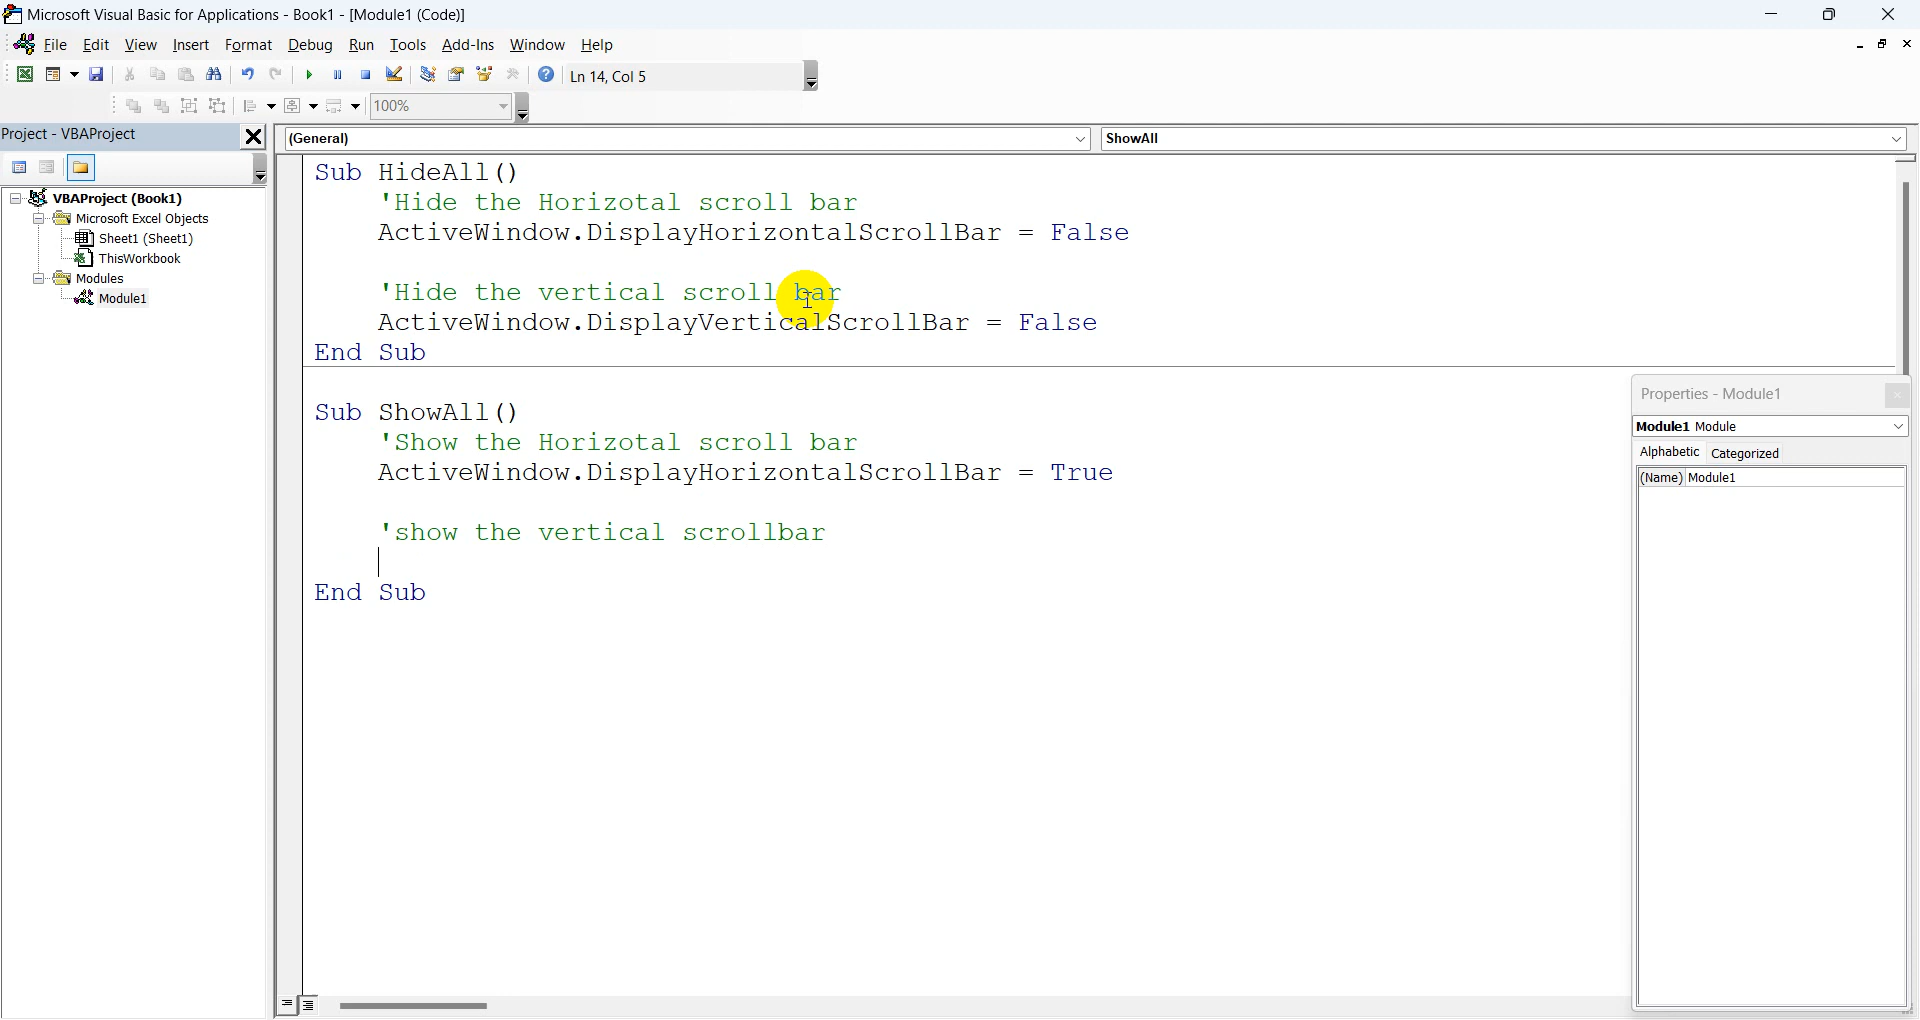 Microsoft Visual Basic for Applications - Book1 - [Module1 (Code)]
File Edit View Insert Format Debug Run Tools Add-Ins Window Help
Ln 14, Col 5
100%
Project - VBAProject
(General) ShowAll
VBAProject (Book1)
Microsoft Excel Objects
Sheet1 (Sheet1)
ThisWorkbook
Modules
Module1
Sub HideAll()
'Hide the Horizotal scroll bar
ActiveWindow.DisplayHorizontalScrollBar = False
'Hide the vertical scroll bar
ActiveWindow.DisplayVerticalScrollBar = False
End Sub
Sub ShowAll()
'Show the Horizotal scroll bar
ActiveWindow.DisplayHorizontalScrollBar = True
'show the vertical scrollbar
End Sub
Properties - Module1
Module1 Module
Alphabetic Categorized
(Name) Module1